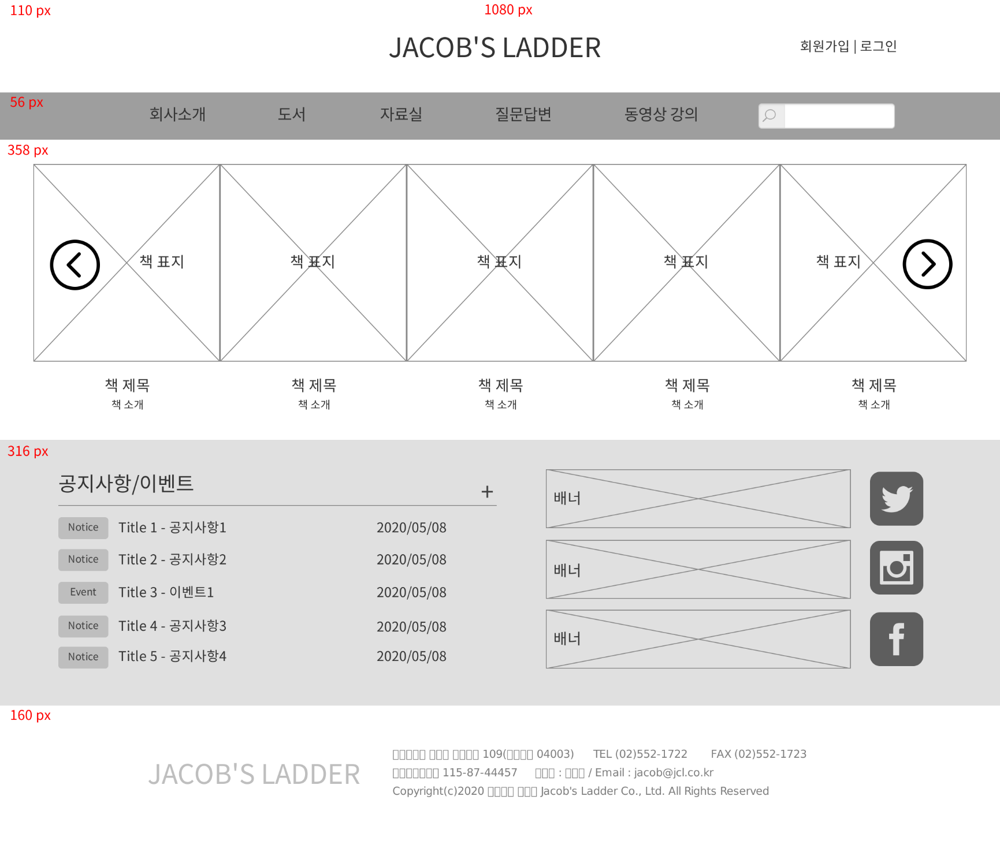 110 px
1080 px
JACOB'S LADDER
회원가입 | 로그인
56 px
회사소개 도서 자료실 질문답변 동영상 강의
358 px
책 표지 책 표지 책 표지 책 표지 책 표지
책 제목 책 제목 책 제목 책 제목 책 제목
책 소개 책 소개 책 소개 책 소개 책 소개
316 px
공지사항/이벤트 +
Notice Title 1 - 공지사항1 2020/05/08
Notice Title 2 - 공지사항2 2020/05/08
Event Title 3 - 이벤트1 2020/05/08
Notice Title 4 - 공지사항3 2020/05/08
Notice Title 5 - 공지사항4 2020/05/08
배너
배너
배너
160 px
JACOB'S LADDER
109( 04003) TEL (02)552-1722 FAX (02)552-1723
115-87-44457 : / Email : jacob@jcl.co.kr
Copyright(c)2020 Jacob's Ladder Co., Ltd. All Rights Reserved